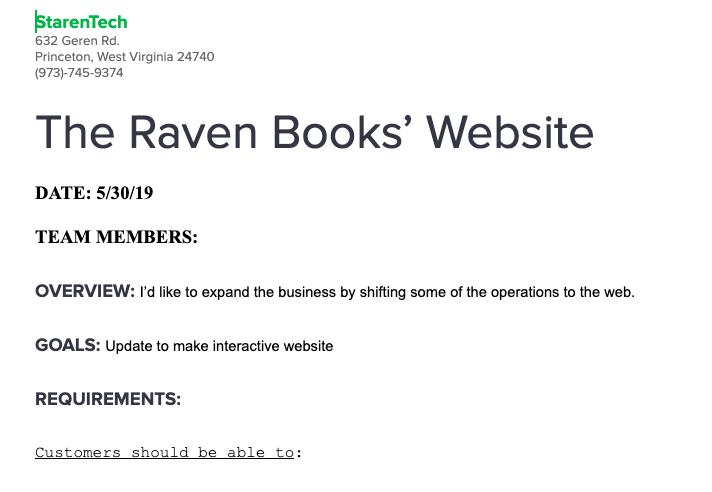 StarenTech
632 Geren Rd.
Princeton, West Virginia 24740
(973)-745-9374
The Raven Books’ Website
DATE: 5/30/19
TEAM MEMBERS:
OVERVIEW: I’d like to expand the business by shifting some of the operations to the web.
GOALS: Update to make interactive website
REQUIREMENTS:
Customers should be able to: